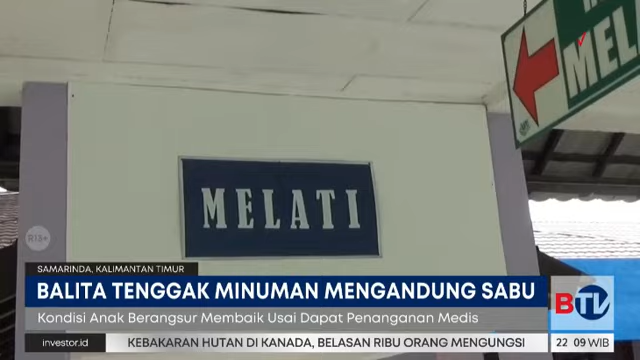 MEL
MELATI
R13+
SAMARINDA, KALIMANTAN TIMUR
BALITA TENGGAK MINUMAN MENGANDUNG SABU
Kondisi Anak Berangsur Membaik Usai Dapat Penanganan Medis
BTV
investor.id
KEBAKARAN HUTAN DI KANADA, BELASAN RIBU ORANG MENGUNGSI
22 09 WIB